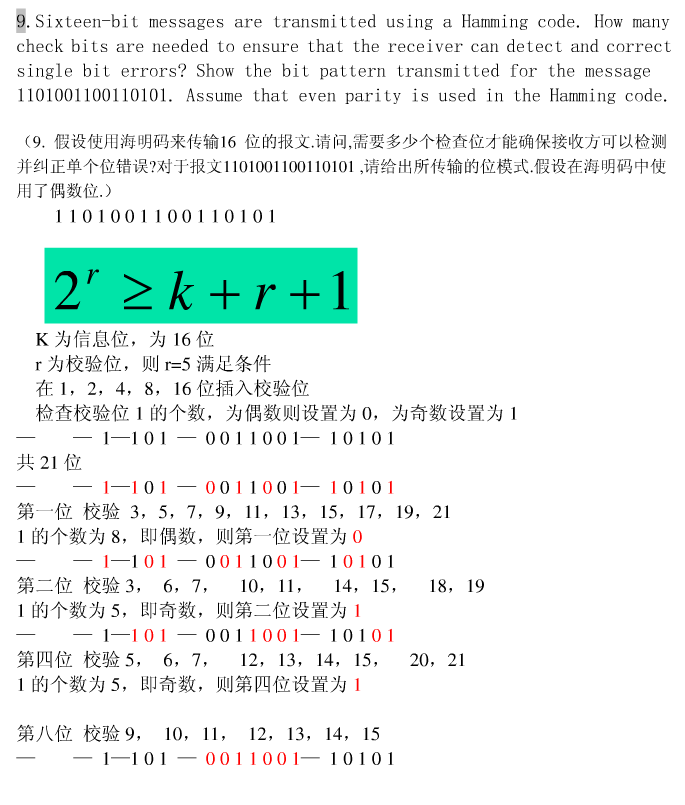 9. Sixteen-bit messages are transmitted using a Hamming code. How many
check bits are needed to ensure that the receiver can detect and correct
single bit errors? Show the bit pattern transmitted for the message
1101001100110101. Assume that even parity is used in the Hamming code.
（9. 假设使用海明码来传输16 位的报文.请问,需要多少个检查位才能确保接收方可以检测
并纠正单个位错误?对于报文1101001100110101 ,请给出所传输的位模式.假设在海明码中使
用了偶数位.）
1 1 0 1 0 0 1 1 0 0 1 1 0 1 0 1
2^r ≥ k + r + 1
K 为信息位，为 16 位
r 为校验位，则 r=5 满足条件
在 1，2，4，8，16 位插入校验位
检查校验位 1 的个数，为偶数则设置为 0，为奇数设置为 1
— — 1—1 0 1 — 0 0 1 1 0 0 1— 1 0 1 0 1
共 21 位
— — 1—1 0 1 — 0 0 1 1 0 0 1— 1 0 1 0 1
第一位 校验 3，5，7，9，11，13，15，17，19，21
1 的个数为 8，即偶数，则第一位设置为 0
— — 1—1 0 1 — 0 0 1 1 0 0 1— 1 0 1 0 1
第二位 校验 3， 6，7， 10，11， 14，15， 18，19
1 的个数为 5，即奇数，则第二位设置为 1
— — 1—1 0 1 — 0 0 1 1 0 0 1— 1 0 1 0 1
第四位 校验 5， 6，7， 12，13，14，15， 20，21
1 的个数为 5，即奇数，则第四位设置为 1
第八位 校验 9， 10，11， 12，13，14，15
— — 1—1 0 1 — 0 0 1 1 0 0 1— 1 0 1 0 1